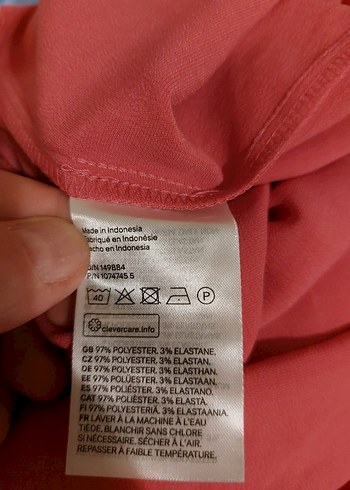 Made in Indonesia
Fabriqué en Indonésie
Hecho en Indonesia
149884
P/N 1074745.5
40 P
clevercare.info
GB 97% POLYESTER, 3% ELASTANE.
CZ 97% POLYESTER, 3% ELASTAN.
DE 97% POLYESTER, 3% ELASTHAN.
EE 97% POLÜESTER, 3% ELASTAAN.
ES 97% POLIÉSTER, 3% ELASTANO.
CAT 97% POLIÈSTER, 3% ELASTÀ.
FI 97% POLYESTERIÄ, 3% ELASTAANIA.
FR LAVER À LA MACHINE À L'EAU
TIÈDE. BLANCHIR SANS CHLORE
SI NÉCESSAIRE. SÉCHER À L'AIR.
REPASSER À FAIBLE TEMPÉRATURE.